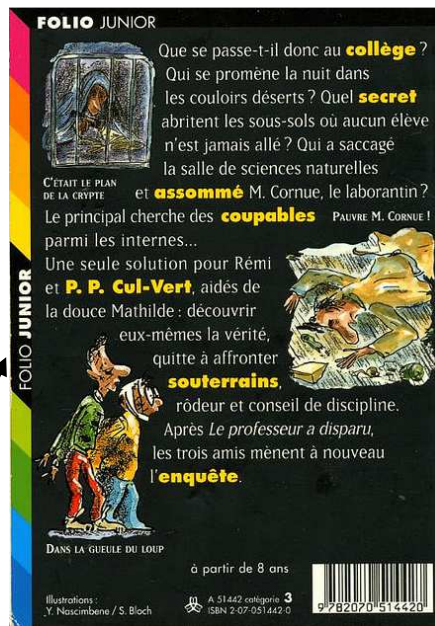 FOLIO JUNIOR
Que se passe-t-il donc au collège ?
Qui se promène la nuit dans
les couloirs déserts ? Quel secret
abritent les sous-sols où aucun élève
n'est jamais allé ? Qui a saccagé
la salle de sciences naturelles
C'ÉTAIT LE PLAN
DE LA CRYPTE
et assommé M. Cornue, le laborantin ?
Le principal cherche des coupables
PAUVRE M. CORNUE !
parmi les internes...
Une seule solution pour Rémi
et P. P. Cul-Vert, aidés de
la douce Mathilde : découvrir
eux-mêmes la vérité,
quitte à affronter
souterrains,
rôdeur et conseil de discipline.
Après Le professeur a disparu,
les trois amis mènent à nouveau
l'enquête.
FOLIO JUNIOR
DANS LA GUEULE DU LOUP
à partir de 8 ans
Illustrations :
Y. Nascimbene / S. Bloch
A 51442 catégorie 3
ISBN 2-07-051442-0
9 782070 514420